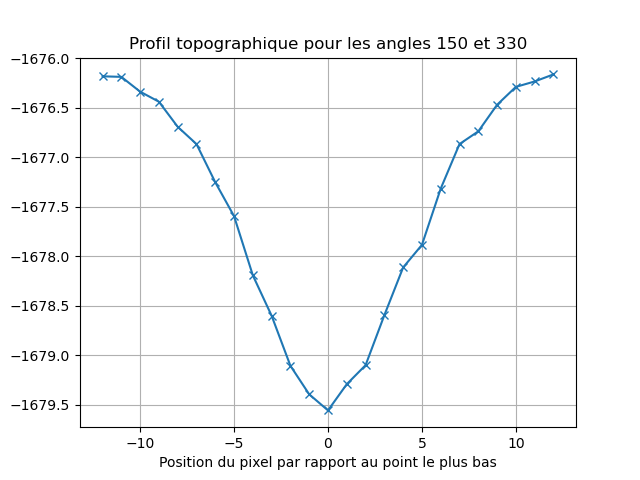 Profil topographique pour les angles 150 et 330
−1676.0
−1676.5
−1677.0
−1677.5
−1678.0
−1678.5
−1679.0
−1679.5
−10 −5 0 5 10
Position du pixel par rapport au point le plus bas